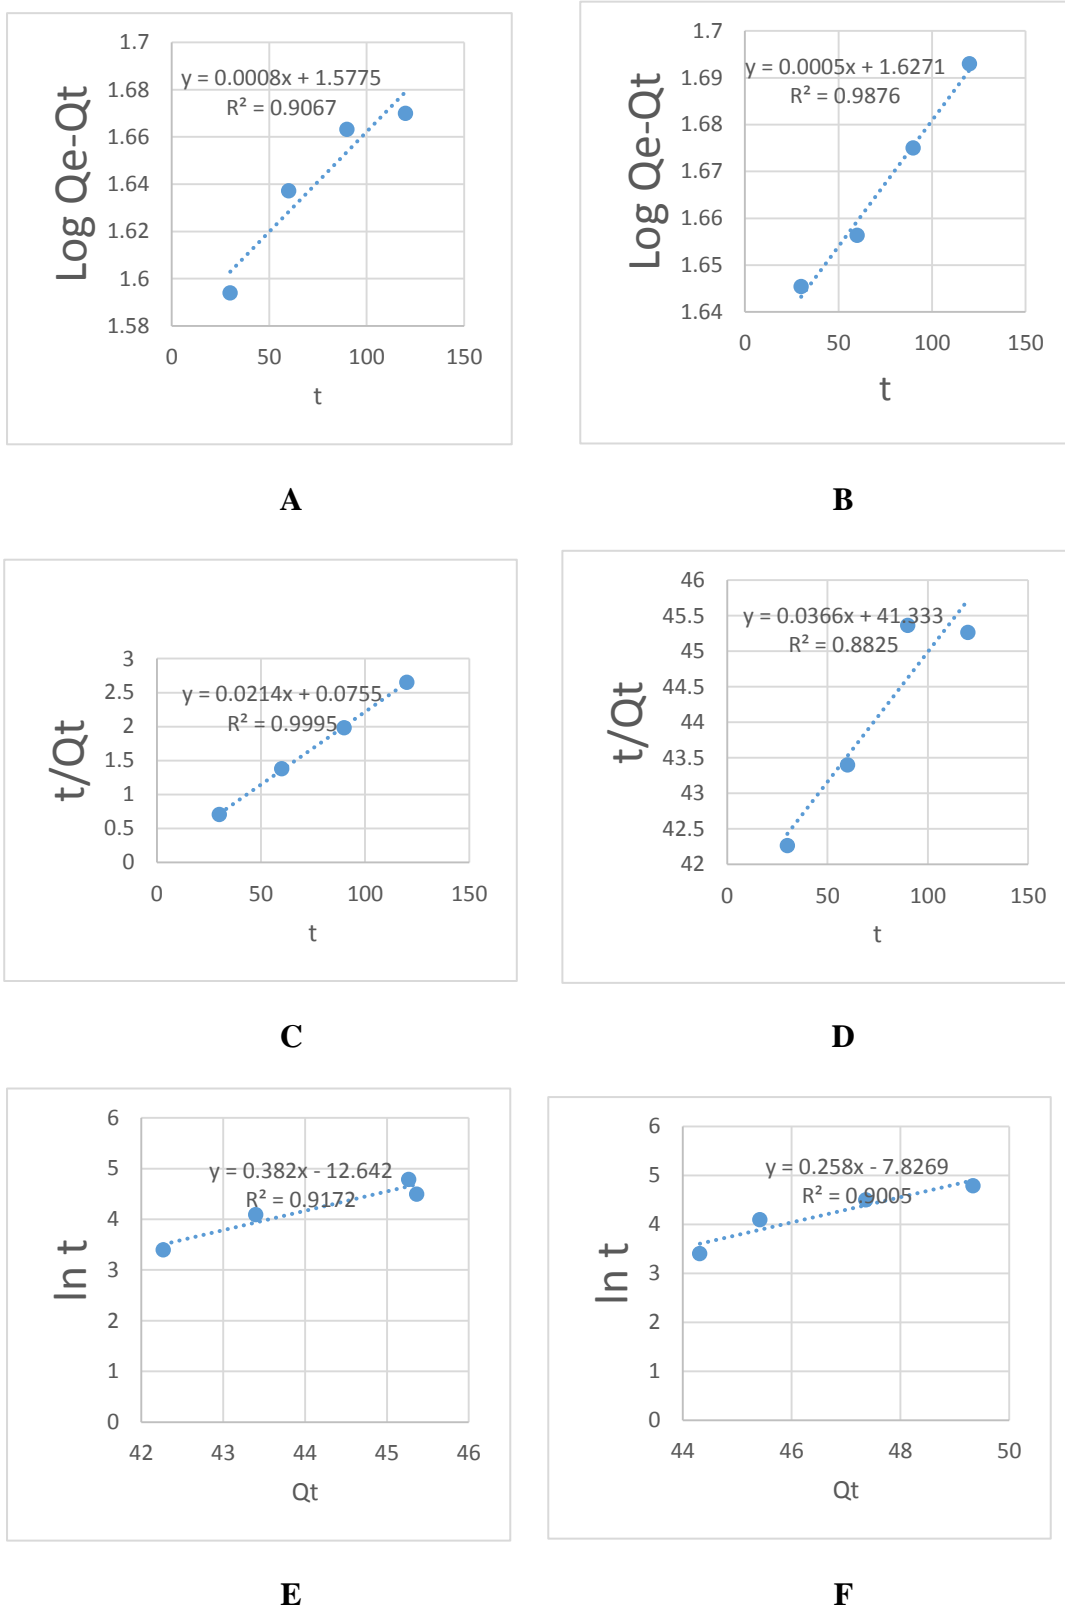 1.7
1.68
1.66
1.64
1.62
1.6
1.58
y = 0.0008x + 1.5775
R² = 0.9067
Log Qe-Qt
0 50 100 150
t
A
1.7
1.69
1.68
1.67
1.66
1.65
1.64
y = 0.0005x + 1.6271
R² = 0.9876
Log Qe-Qt
0 50 100 150
t
B
3
2.5
2
1.5
1
0.5
0
y = 0.0214x + 0.0755
R² = 0.9995
t/Qt
0 50 100 150
t
C
46
45.5
45
44.5
44
43.5
43
42.5
42
y = 0.0366x + 41.333
R² = 0.8825
t/Qt
0 50 100 150
t
D
6
5
4
3
2
1
0
y = 0.382x - 12.642
R² = 0.9172
ln t
42 43 44 45 46
Qt
E
6
5
4
3
2
1
0
y = 0.258x - 7.8269
R² = 0.9005
ln t
44 46 48 50
Qt
F